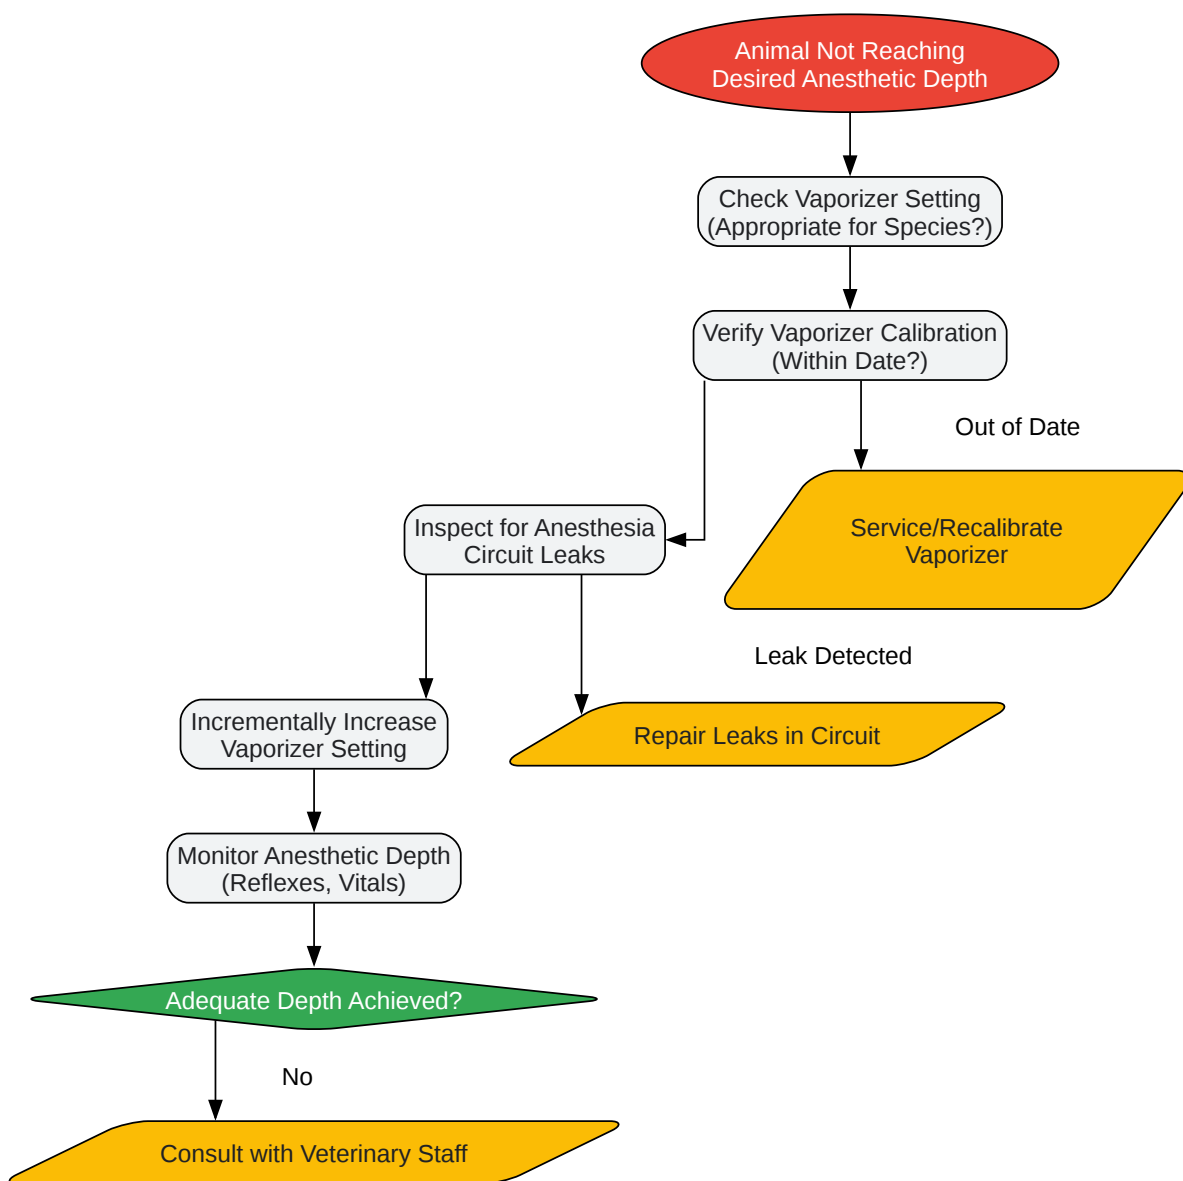 Animal Not Reaching
Desired Anesthetic Depth
Check Vaporizer Setting
(Appropriate for Species?)
Verify Vaporizer Calibration
(Within Date?)
Out of Date
Service/Recalibrate
Vaporizer
Inspect for Anesthesia
Circuit Leaks
Leak Detected
Incrementally Increase
Vaporizer Setting
Repair Leaks in Circuit
Monitor Anesthetic Depth
(Reflexes, Vitals)
Adequate Depth Achieved?
No
Consult with Veterinary Staff